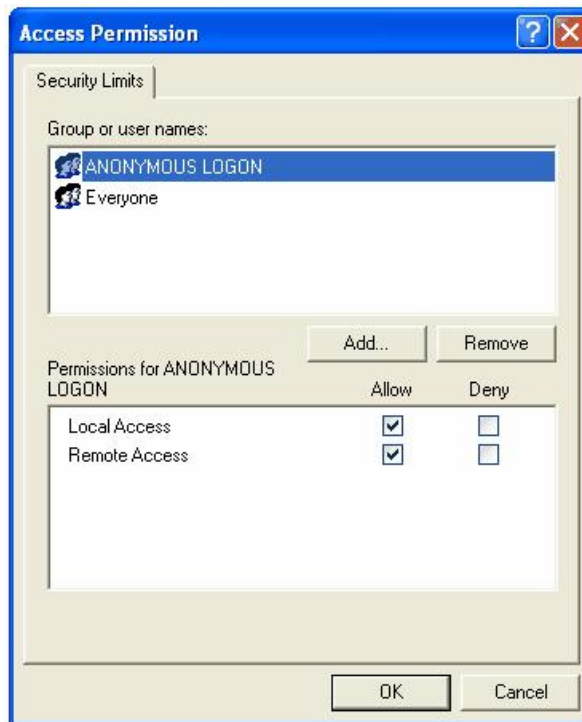 Access Permission
Security Limits
Group or user names:
ANONYMOUS LOGON
Everyone
Add...
Remove
Permissions for ANONYMOUS
LOGON
Allow
Deny
Local Access
Remote Access
OK
Cancel